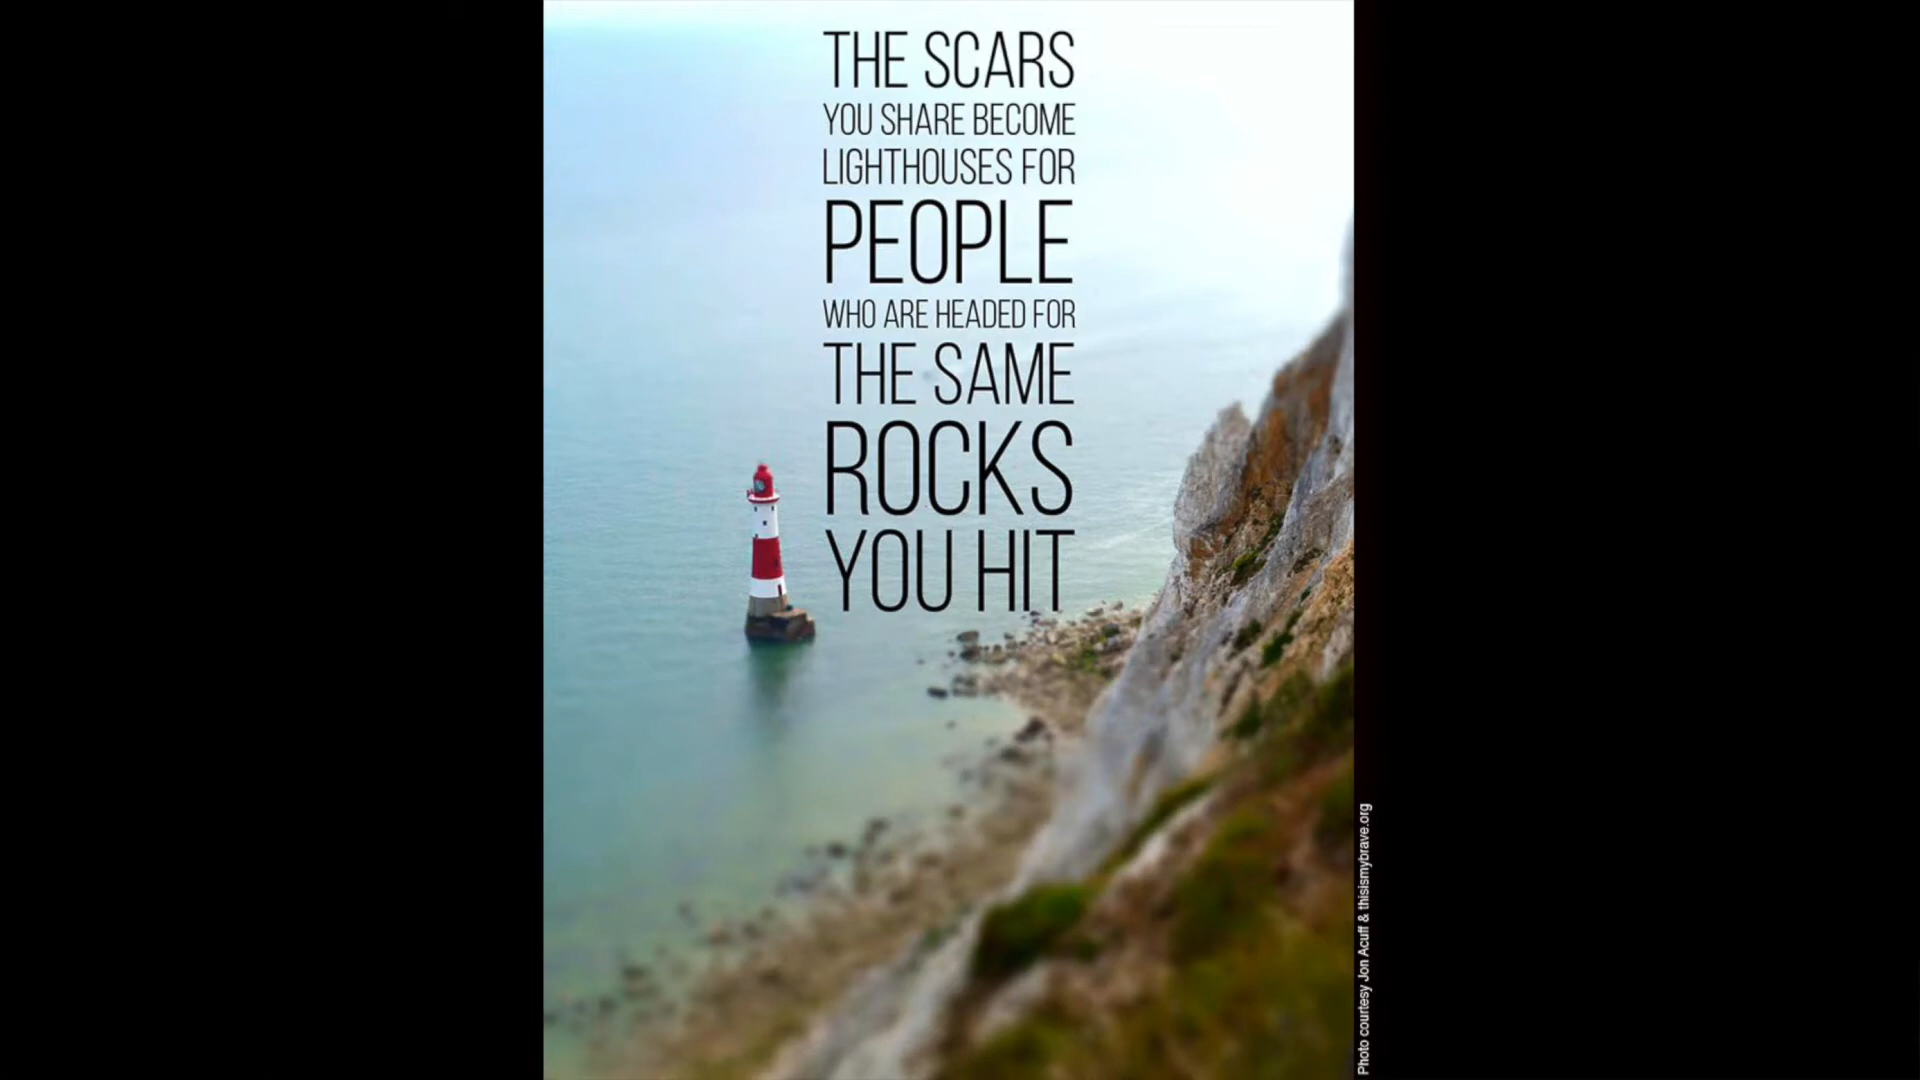 THE SCARS
YOU SHARE BECOME
LIGHTHOUSES FOR
PEOPLE
WHO ARE HEADED FOR
THE SAME
ROCKS
YOU HIT
Photo courtesy Jon Acuff & thisismybrave.org